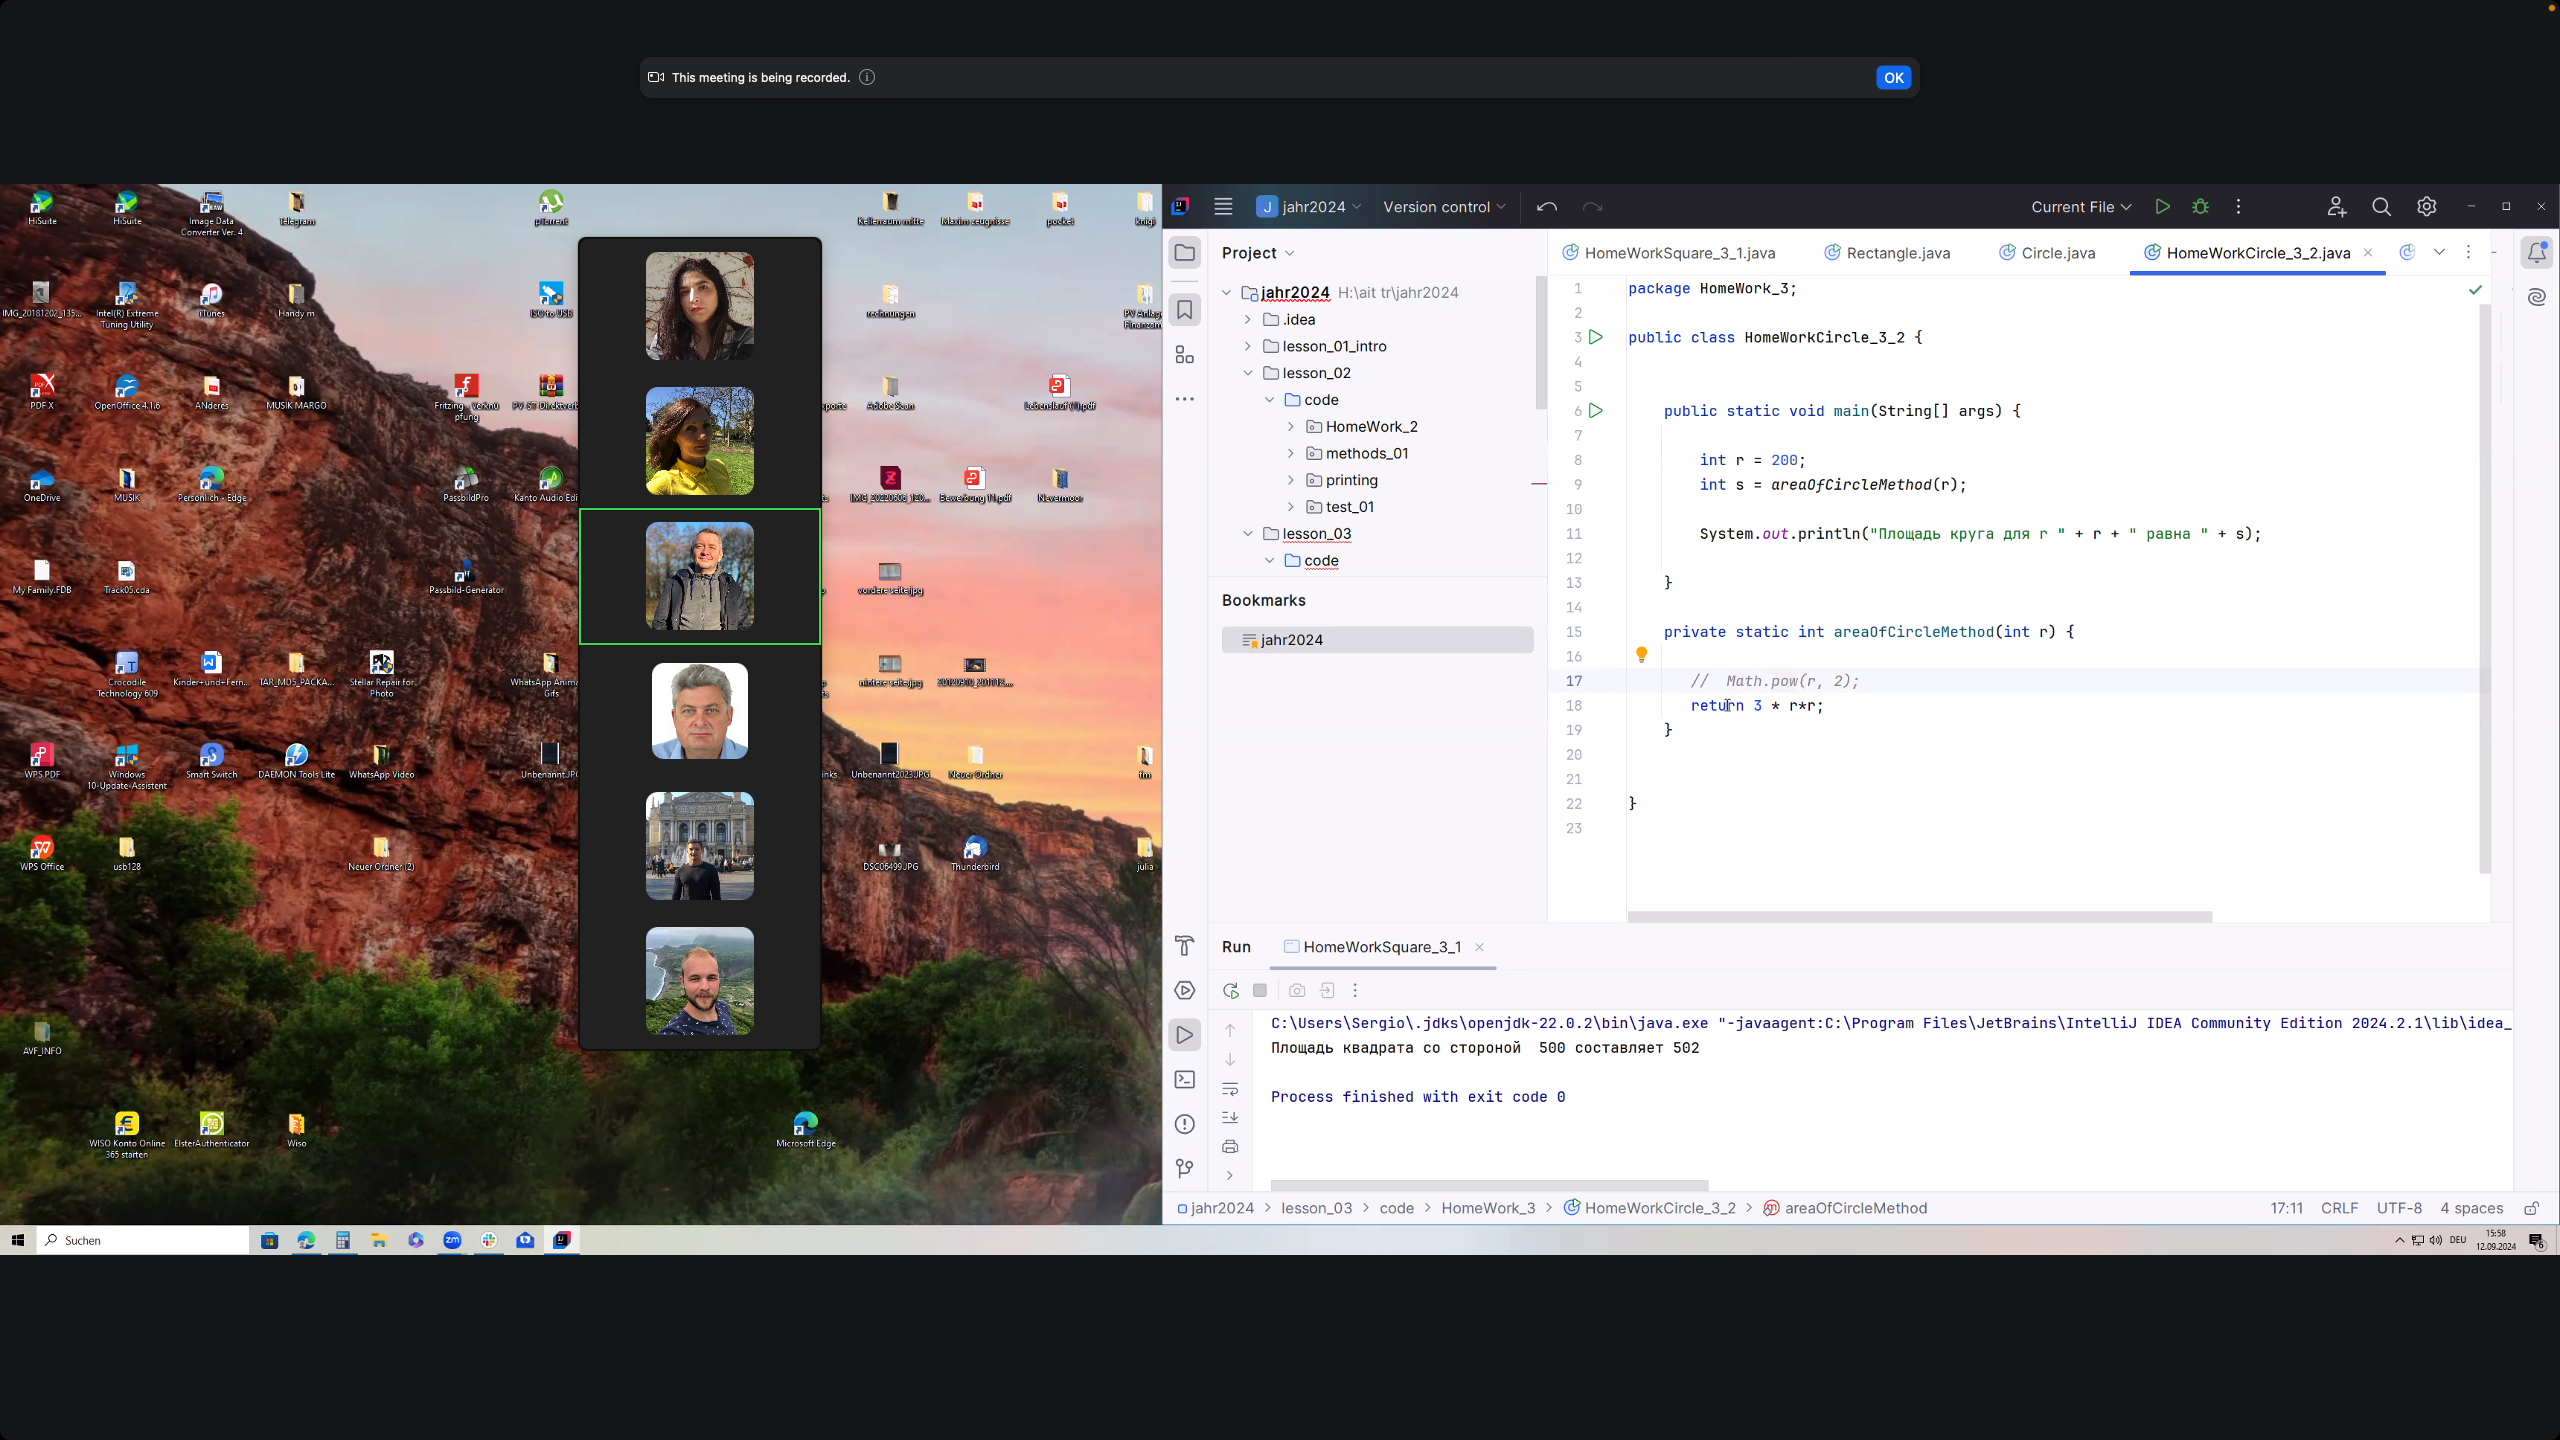 This meeting is being recorded.
OK
HiSuite
HiSuite
Image Data
Converter Ver. 4
Telegram
µTorrent
Kellerraum mitte
Maxim zeugnisse
pocket
knigi
IMG_20181202_135...
Intel(R) Extreme
Tuning Utility
iTunes
Handy m
ISO to USB
rechnungen
PV Anlage
Finanzam
PDF X
OpenOffice 4.1.6
ANderes
MUSIK MARGO
Fritzing - verknü
pfung
PV-ST-Direktverb
xporte
Adobe Scan
Lebenslauf (1).pdf
OneDrive
MUSIK
Persönlich - Edge
PassbildPro
Kanto Audio Edi
IMG_20220606_120...
Bewerbung 11.pdf
Nevermoor
My Family.FDB
Track05.cda
Passbild-Generator
vordere seite.jpg
Crocodile
Technology 609
Kinder+und+Fern...
TAR_MD5_PACKA...
Stellar Repair for
Photo
WhatsApp Anima
Gifs
hintere seite.jpg
WPS PDF
Windows
10-Update-Assistent
Smart Switch
DAEMON Tools Lite
WhatsApp Video
Unbenannt.JPG
inks
Unbenannt2023.JPG
Neuer Ordner
fm
WPS Office
usb128
Neuer Ordner (2)
DSC06499.JPG
Thunderbird
julia
AVF_INFO
WISO Konto Online
365 starten
ElsterAuthenticator
Wiso
Microsoft Edge
J jahr2024
Version control
Current File
Project
HomeWorkSquare_3_1.java
Rectangle.java
Circle.java
HomeWorkCircle_3_2.java
jahr2024 H:\ait tr\jahr2024
.idea
lesson_01_intro
lesson_02
code
HomeWork_2
methods_01
printing
test_01
lesson_03
code
Bookmarks
jahr2024
1 package HomeWork_3;
2
3 public class HomeWorkCircle_3_2 {
4
5
6 public static void main(String[] args) {
7
8 int r = 200;
9 int s = areaOfCircleMethod(r);
10
11 System.out.println("Площадь круга для r " + r + " равна " + s);
12
13 }
14
15 private static int areaOfCircleMethod(int r) {
16
17 // Math.pow(r, 2);
18 return 3 * r*r;
19 }
20
21
22 }
23
Run
HomeWorkSquare_3_1
C:\Users\Sergio\.jdks\openjdk-22.0.2\bin\java.exe "-javaagent:C:\Program Files\JetBrains\IntelliJ IDEA Community Edition 2024.2.1\lib\idea_
Площадь квадрата со стороной  500 составляет 502
Process finished with exit code 0
jahr2024 > lesson_03 > code > HomeWork_3 > HomeWorkCircle_3_2 > areaOfCircleMethod
17:11 CRLF UTF-8 4 spaces
Suchen
zm
DEU
15:58
12.09.2024
6